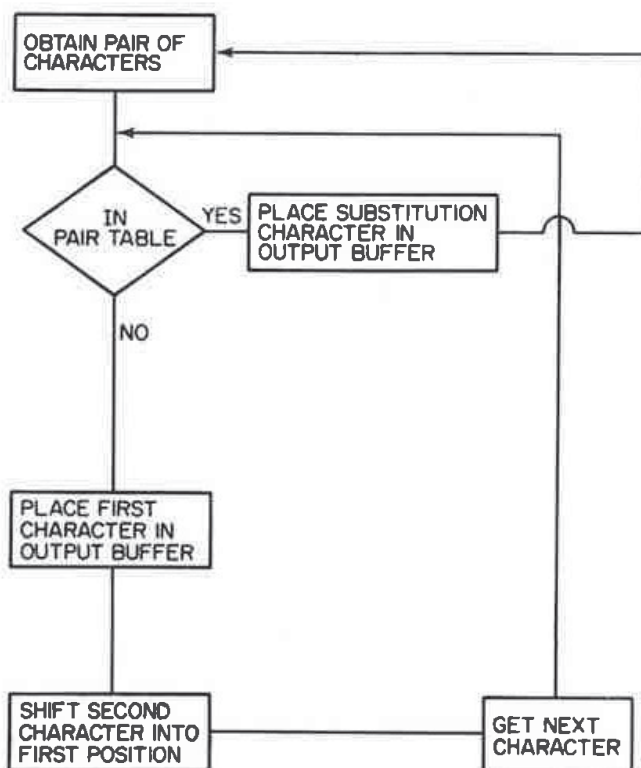 OBTAIN PAIR OF
CHARACTERS
IN
PAIR TABLE
YES
PLACE SUBSTITUTION
CHARACTER IN
OUTPUT BUFFER
NO
PLACE FIRST
CHARACTER IN
OUTPUT BUFFER
SHIFT SECOND
CHARACTER INTO
FIRST POSITION
GET NEXT
CHARACTER